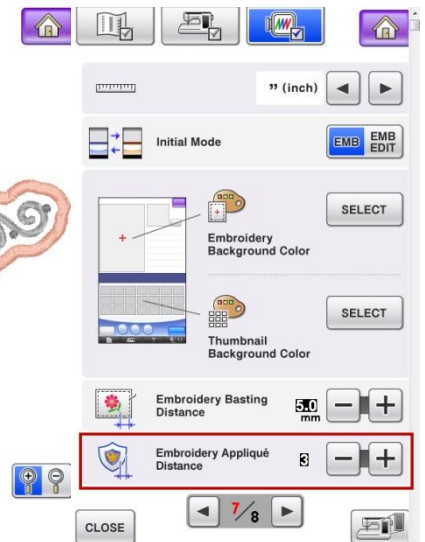 " (inch)
Initial Mode
EMB
EMB
EDIT
Embroidery
Background Color
SELECT
Thumbnail
Background Color
SELECT
Embroidery Basting
Distance
5.0
mm
Embroidery Appliqué
Distance
3
7/8
CLOSE